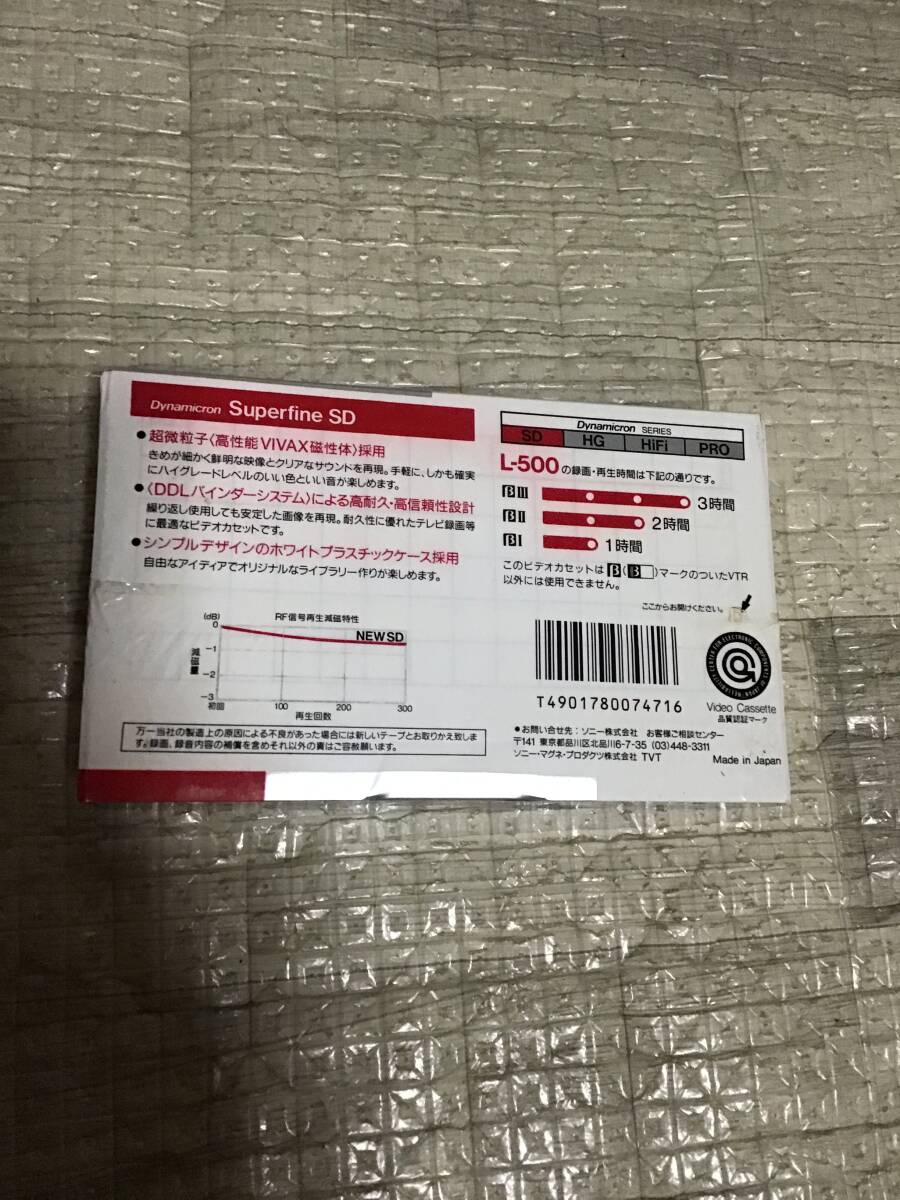 Dynamicron Superfine SD
●超微粒子〈高性能VIVAX磁性体〉採用
きめが細かく鮮明な映像とクリアなサウンドを再現。手軽に、しかも確実
にハイグレードレベルのいい色といい音が楽しめます。
●〈DDLバインダーシステム〉による高耐久・高信頼性設計
繰り返し使用しても安定した画像を再現。耐久性に優れたテレビ録画等
に最適なビデオカセットです。
●シンプルデザインのホワイトプラスチックケース採用
自由なアイディアでオリジナルなライブラリー作りが楽しめます。
RF信号再生減磁特性
(dB)
0
-1
-2
-3
減磁量
NEW SD
初回
100
200
300
再生回数
万一当社の製造上の原因による不良があった場合には新しいテープとお取りかえ致しま
す。録画、録音内容の補償を含めそれ以外の責はご容赦願います。
Dynamicron SERIES
SD HG HiFi PRO
L-500の録画・再生時間は下記の通りです。
βIII 3時間
βII 2時間
βI 1時間
このビデオカセットはβ(β)マークのついたVTR
以外には使用できません。
ここからお開けください。
T4901780074716
RELIABILITY CENTER FOR ELECTRONIC COMPONENTS OF JAPAN
Video Cassette
品質認証マーク
●お問い合せ先：ソニー株式会社 お客様ご相談センター
〒141 東京都品川区北品川6-7-35 (03)448-3311
ソニー・マグネ・プロダクツ株式会社 TVT
Made in Japan